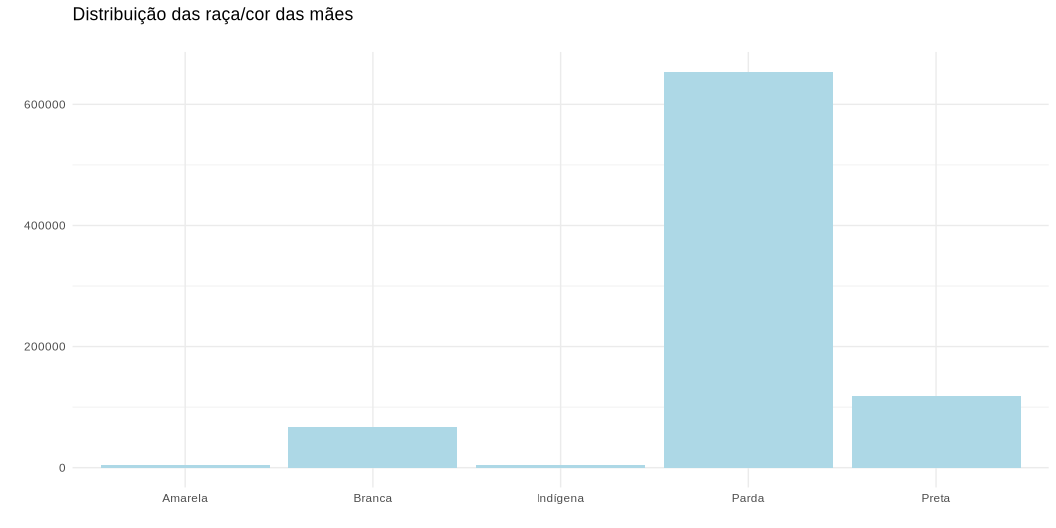 Distribuição das raça/cor das mães
600000
400000
200000
0
Amarela
Branca
Indígena
Parda
Preta